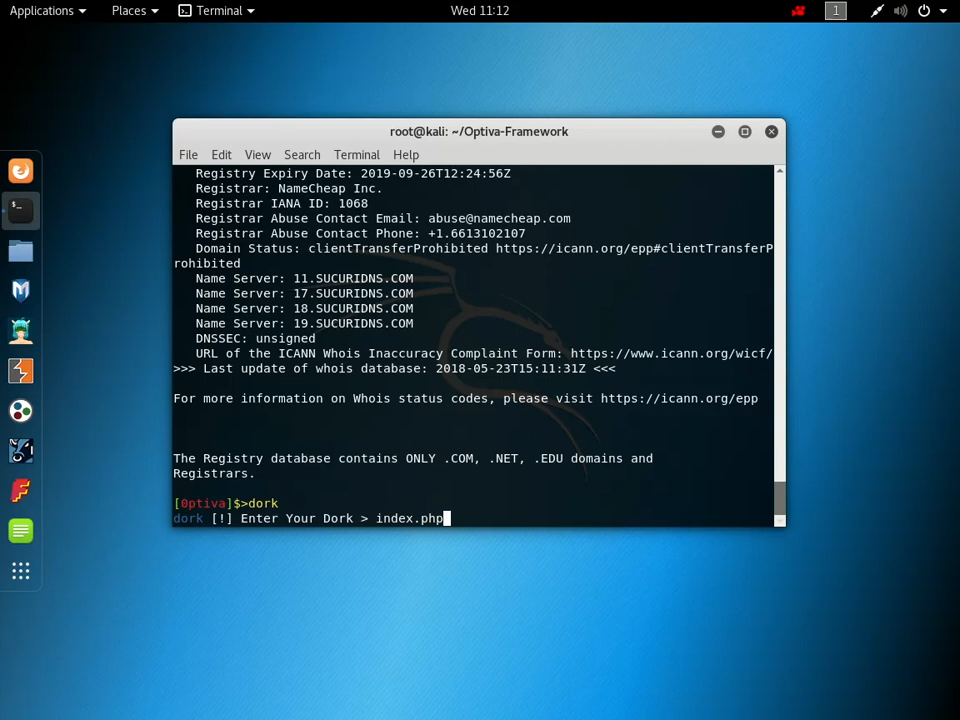 Applications Places Terminal Wed 11:12 1
root@kali: ~/Optiva-Framework
File Edit View Search Terminal Help
Registry Expiry Date: 2019-09-26T12:24:56Z
Registrar: NameCheap Inc.
Registrar IANA ID: 1068
Registrar Abuse Contact Email: abuse@namecheap.com
Registrar Abuse Contact Phone: +1.6613102107
Domain Status: clientTransferProhibited https://icann.org/epp#clientTransferP
rohibited
Name Server: 11.SUCURIDNS.COM
Name Server: 17.SUCURIDNS.COM
Name Server: 18.SUCURIDNS.COM
Name Server: 19.SUCURIDNS.COM
DNSSEC: unsigned
URL of the ICANN Whois Inaccuracy Complaint Form: https://www.icann.org/wicf/
>>> Last update of whois database: 2018-05-23T15:11:31Z <<<
For more information on Whois status codes, please visit https://icann.org/epp
The Registry database contains ONLY .COM, .NET, .EDU domains and
Registrars.
[0ptiva]$>dork
dork [!] Enter Your Dork > index.php